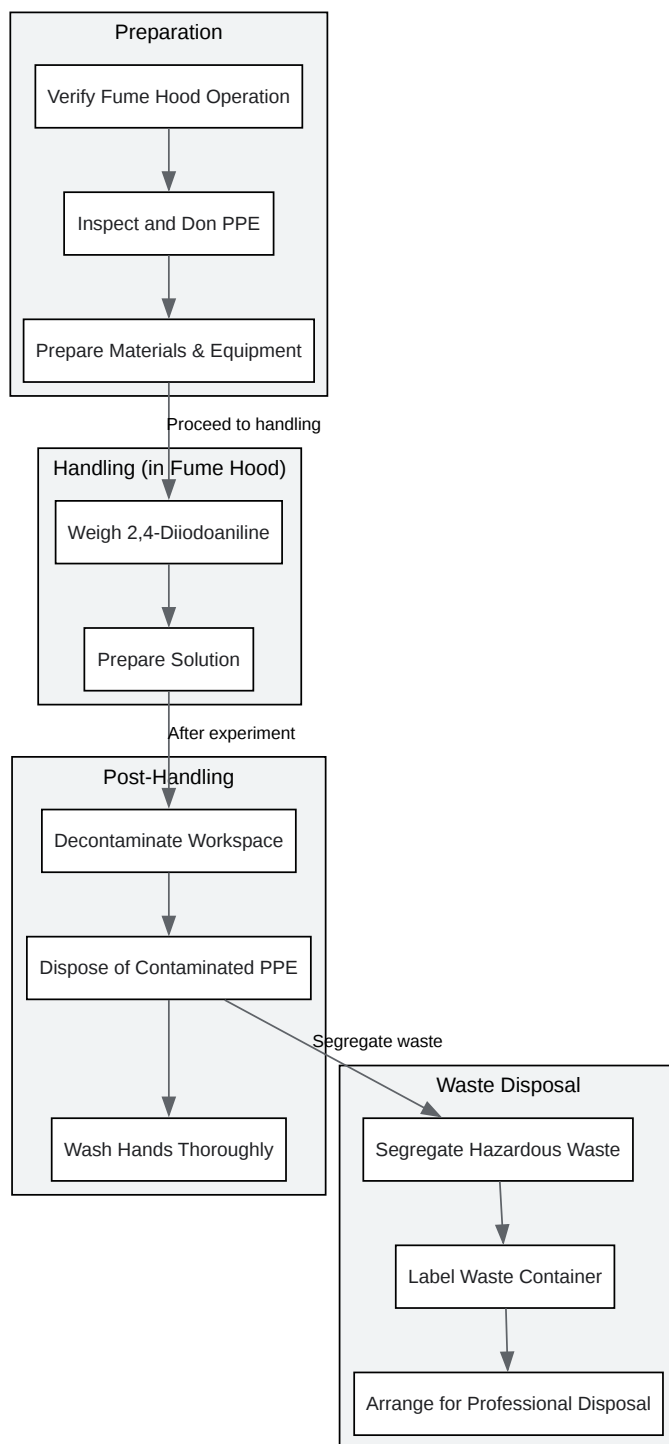 Preparation
Verify Fume Hood Operation
Inspect and Don PPE
Prepare Materials & Equipment
Proceed to handling
Handling (in Fume Hood)
Weigh 2,4-Diiodoaniline
Prepare Solution
After experiment
Post-Handling
Decontaminate Workspace
Dispose of Contaminated PPE
Segregate waste
Wash Hands Thoroughly
Waste Disposal
Segregate Hazardous Waste
Label Waste Container
Arrange for Professional Disposal